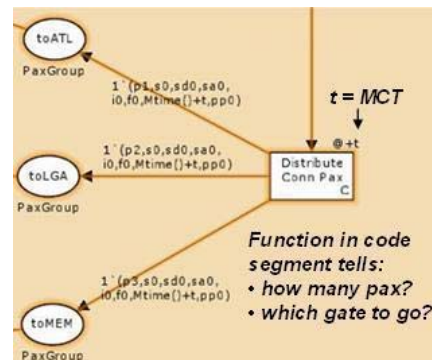 toATL
PaxGroup
1`(p1,s0,sd0,sa0,
i0,f0,Mtime()+t,pp0)
t = MCT
@+t
toLGA
PaxGroup
1`(p2,s0,sd0,sa0,
i0,f0,Mtime()+t,pp0)
Distribute
Conn Pax
C
1`(p3,s0,sd0,sa0,
i0,f0,Mtime()+t,pp0)
toMEM
PaxGroup
Function in code
segment tells:
• how many pax?
• which gate to go?